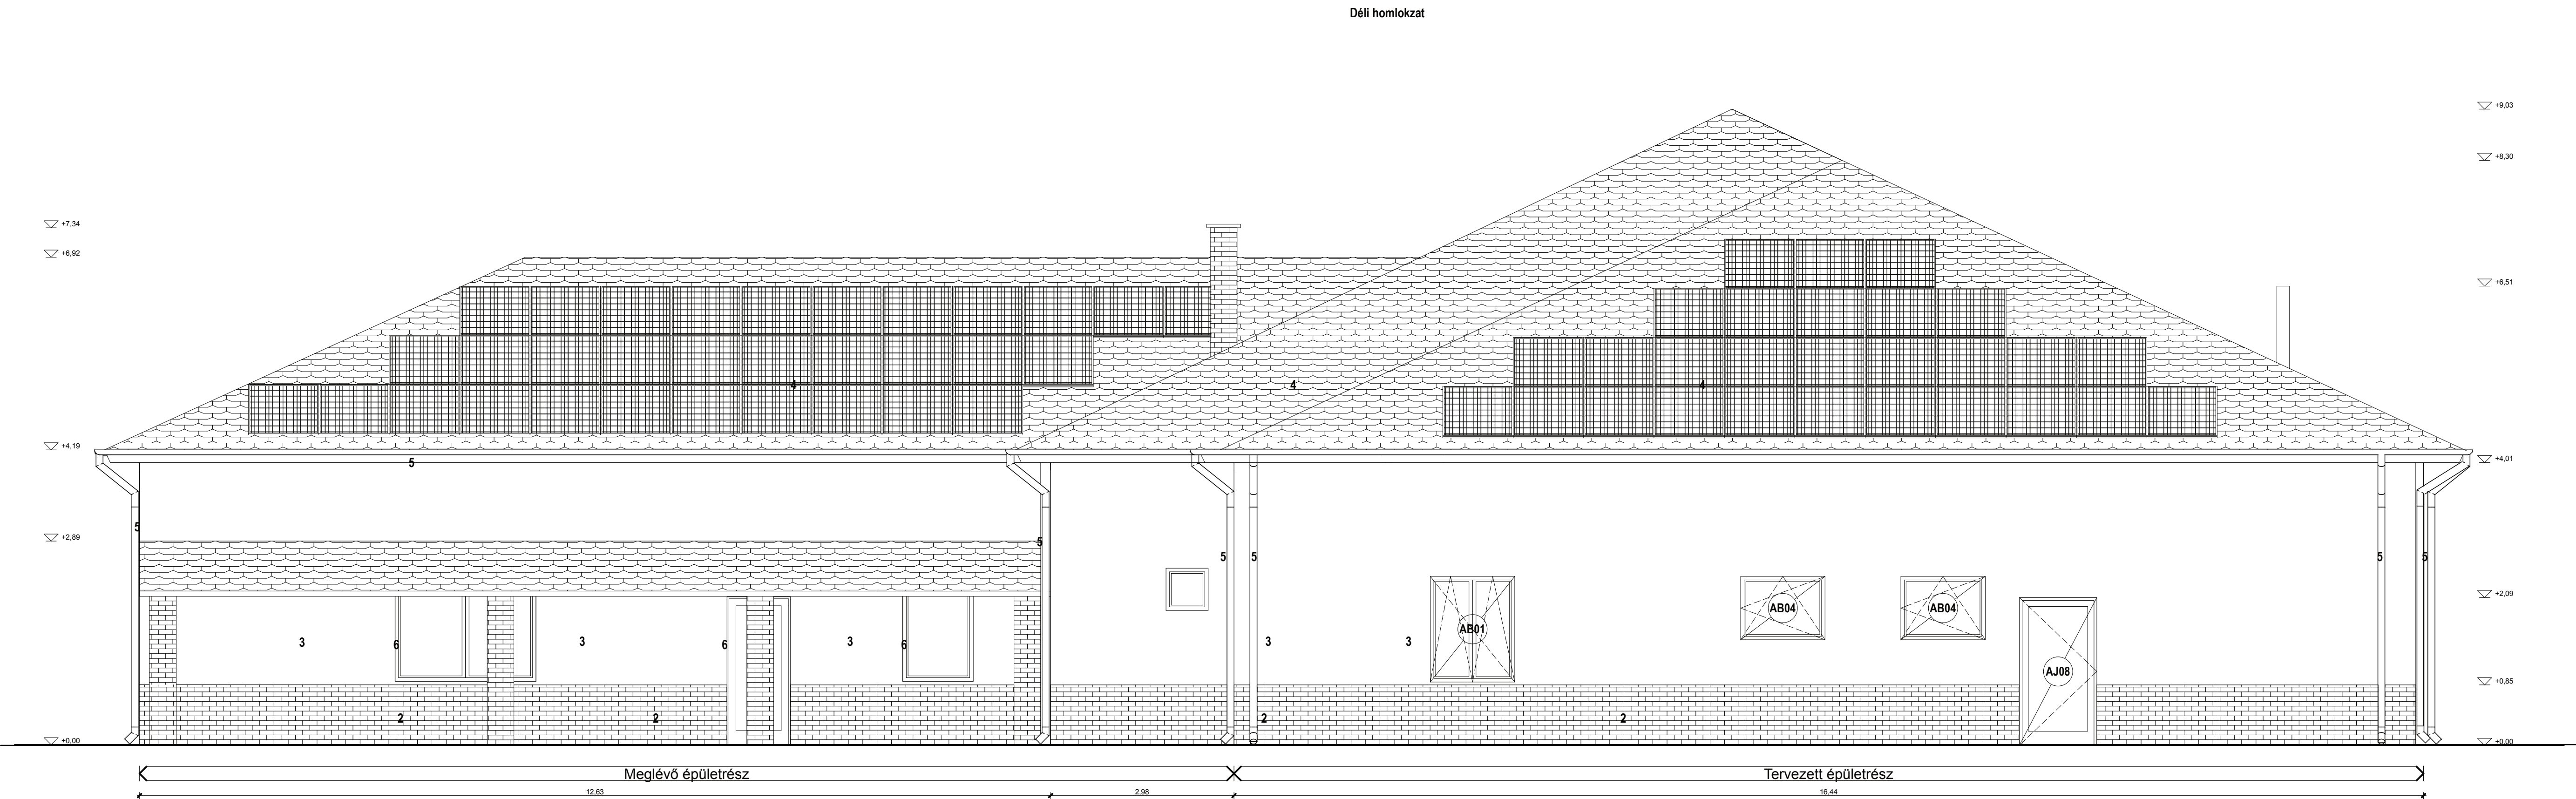 Déli homlokzat
+9,03
+8,30
+7,34
+6,92
+6,51
4 4 4
+4,19
+4,01
5
5
+2,89
5 5 5 5 5
+2,09
AB04 AB04
AB01
3 6 3 6 3 6 3 3
AJ08
+0,85
2 2 2 2
+0,00 +0,00
Meglévő épületrész Tervezett épületrész
12,63 2,98 16,44